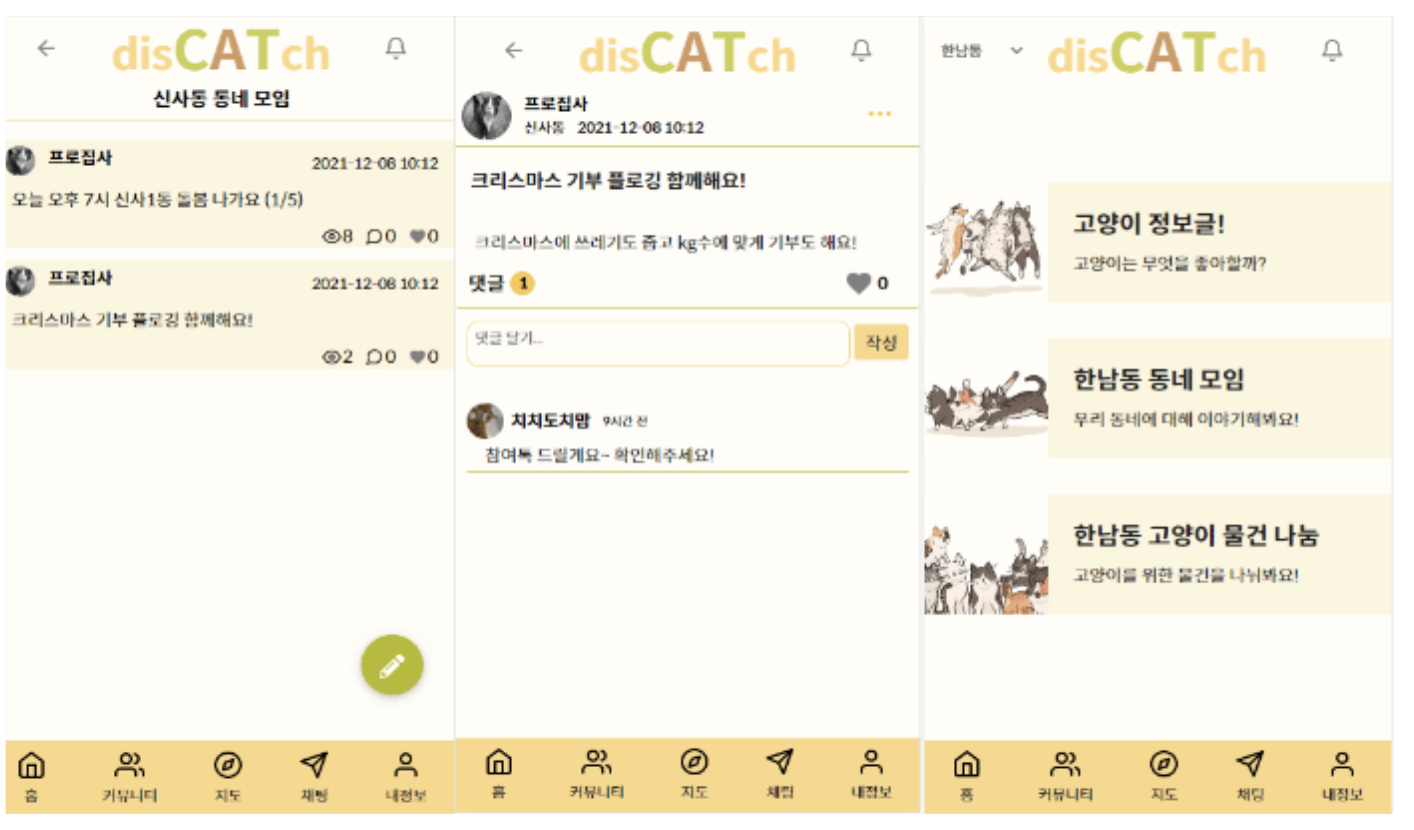 disCATch
신사동 동네 모임
프로집사
2021-12-08 10:12
오늘 오후 7시 신사1동 돌봄 나가요 (1/5)
8 0 0
프로집사
2021-12-08 10:12
크리스마스 기부 플로깅 함께해요!
2 0 0
홈 커뮤니티 지도 채팅 내정보
disCATch
프로집사
신사동 2021-12-08 10:12
크리스마스 기부 플로깅 함께해요!
크리스마스에 쓰레기도 줍고 kg수에 맞게 기부도 해요!
댓글 1 0
댓글 달기...
작성
치치도치맘 9시간 전
참여톡 드릴게요~ 확인해주세요!
홈 커뮤니티 지도 채팅 내정보
한남동
disCATch
고양이 정보글!
고양이는 무엇을 좋아할까?
한남동 동네 모임
우리 동네에 대해 이야기해봐요!
한남동 고양이 물건 나눔
고양이를 위한 물건을 나눠봐요!
홈 커뮤니티 지도 채팅 내정보